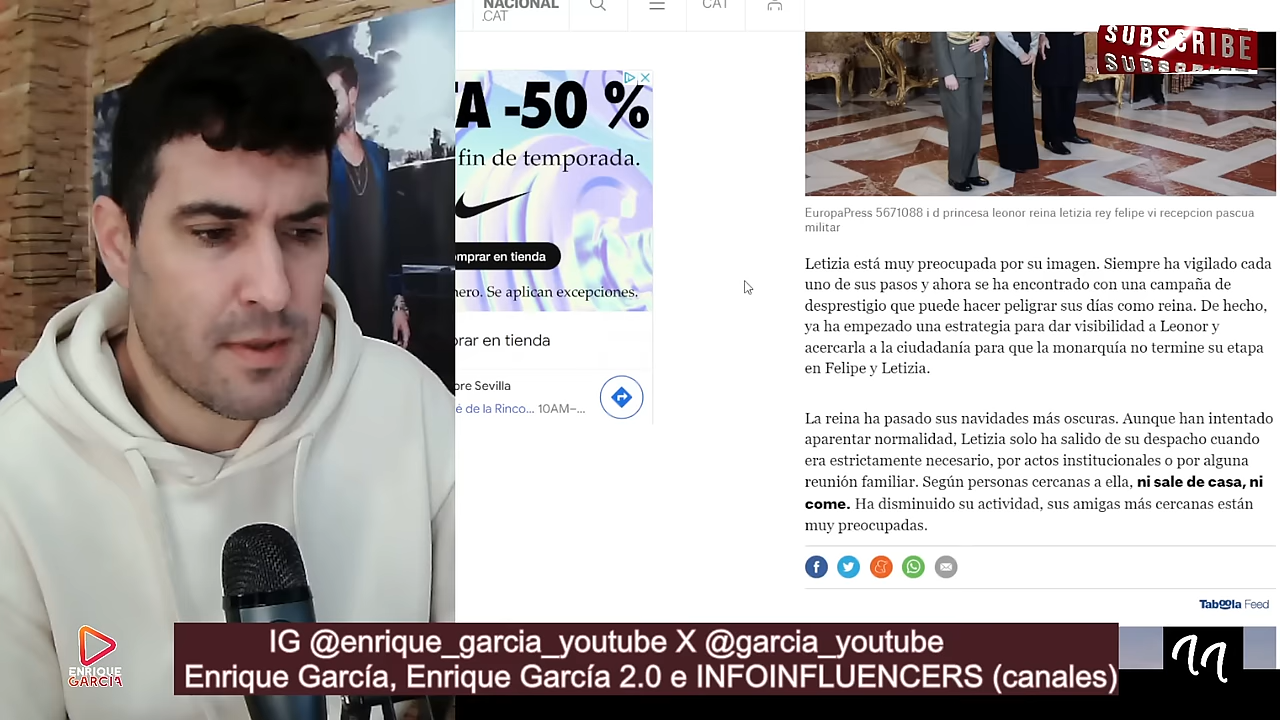 NACIONAL
.CAT
CAT
SUBSCRIBE
A -50 %
fin de temporada.
mprar en tienda
nero. Se aplican excepciones.
rar en tienda
ore Sevilla
é de la Rinco... 10AM–...
EuropaPress 5671088 i d princesa leonor reina letizia rey felipe vi recepcion pascua
militar
Letizia está muy preocupada por su imagen. Siempre ha vigilado cada
uno de sus pasos y ahora se ha encontrado con una campaña de
desprestigio que puede hacer peligrar sus días como reina. De hecho,
ya ha empezado una estrategia para dar visibilidad a Leonor y
acercarla a la ciudadanía para que la monarquía no termine su etapa
en Felipe y Letizia.
La reina ha pasado sus navidades más oscuras. Aunque han intentado
aparentar normalidad, Letizia solo ha salido de su despacho cuando
era estrictamente necesario, por actos institucionales o por alguna
reunión familiar. Según personas cercanas a ella, ni sale de casa, ni
come. Ha disminuido su actividad, sus amigas más cercanas están
muy preocupadas.
Taboola Feed
ENRIQUE
GARCÍA
IG @enrique_garcia_youtube X @garcia_youtube
Enrique García, Enrique García 2.0 e INFOINFLUENCERS (canales)